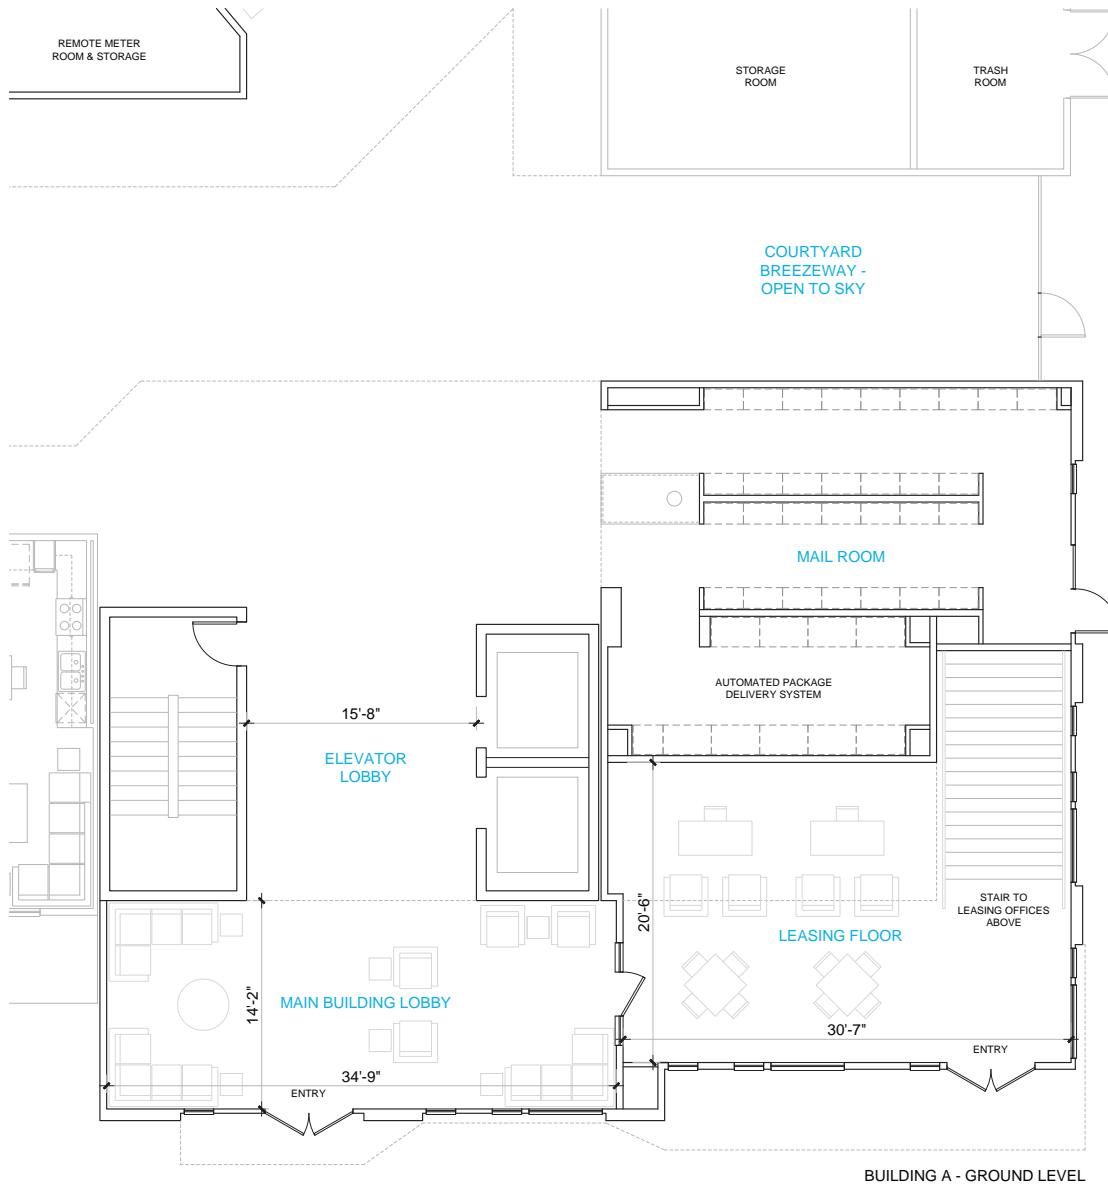 REMOTE METER
ROOM & STORAGE
STORAGE
ROOM
TRASH
ROOM
COURTYARD
BREEZEWAY -
OPEN TO SKY
MAIL ROOM
AUTOMATED PACKAGE
DELIVERY SYSTEM
15'-8"
ELEVATOR
LOBBY
STAIR TO
LEASING OFFICES
ABOVE
20'-6"
LEASING FLOOR
14'-2"
MAIN BUILDING LOBBY
30'-7"
ENTRY
34'-9"
ENTRY
BUILDING A - GROUND LEVEL